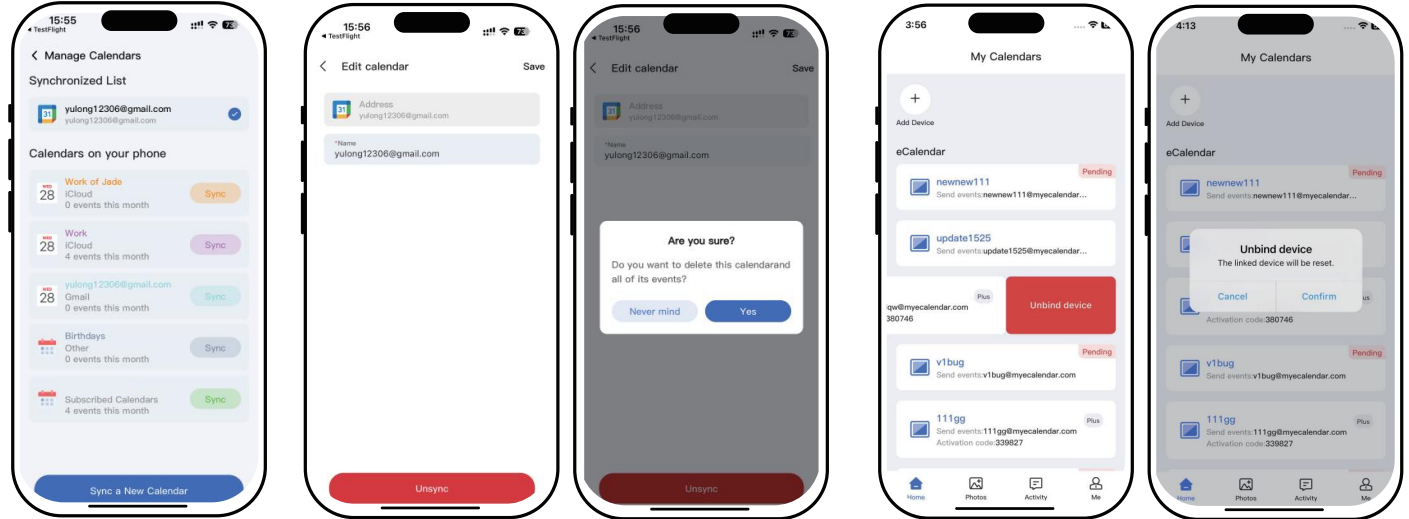 15:55
TestFlight
73
Manage Calendars
Synchronized List
31
yulong12306@gmail.com
yulong12306@gmail.com
Calendars on your phone
WED
28
Work of Jade
iCloud
0 events this month
Sync
WED
28
Work
iCloud
4 events this month
Sync
WED
28
yulong12306@gmail.com
Gmail
0 events this month
Sync
Birthdays
Other
0 events this month
Sync
Subscribed Calendars
4 events this month
Sync
Sync a New Calendar
15:56
TestFlight
72
Edit calendar
Save
31
Address
yulong12306@gmail.com
*Name
yulong12306@gmail.com
Unsync
15:56
TestFlight
72
Edit calendar
Save
31
Address
yulong12306@gmail.com
*Name
yulong12306@gmail.com
Are you sure?
Do you want to delete this calendarand
all of its events?
Never mind
Yes
Unsync
3:56
My Calendars
+
Add Device
eCalendar
Pending
newnew111
Send events:newnew111@myecalendar...
update1525
Send events:update1525@myecalendar...
qw@myecalendar.com
380746
Plus
Unbind device
Pending
v1bug
Send events:v1bug@myecalendar.com
111gg
Plus
Send events:111gg@myecalendar.com
Activation code:339827
Home
Photos
Activity
Me
4:13
My Calendars
+
Add Device
eCalendar
Pending
newnew111
Send events:newnew111@myecalendar...
Unbind device
The linked device will be reset.
Cancel
Confirm
Activation code:380746
Pending
v1bug
Send events:v1bug@myecalendar.com
111gg
Plus
Send events:111gg@myecalendar.com
Activation code:339827
Home
Photos
Activity
Me